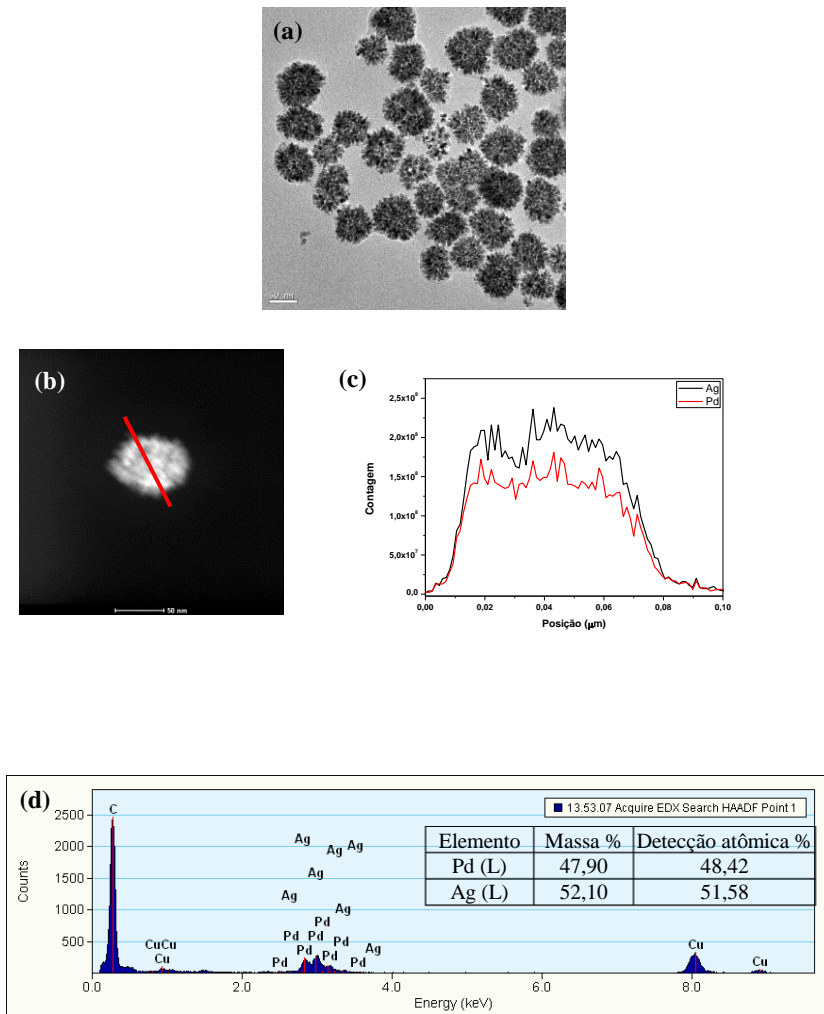 (a)
50 nm
(b)
50 nm
(c)
Ag
Pd
2,5x10⁸
2,0x10⁸
1,5x10⁸
1,0x10⁸
5,0x10⁷
0,0
Contagem
0,00 0,02 0,04 0,06 0,08 0,10
Posição (μm)
(d)
13.53.07 Acquire EDX Search HAADF Point 1
Elemento Massa % Detecção atômica %
Pd (L) 47,90 48,42
Ag (L) 52,10 51,58
2500
2000
1500
1000
500
Counts
C
CuCu
Cu
Ag
Ag Ag
Ag
Ag
Ag
Pd
Pd Pd Pd
Pd Pd Ag
Pd Pd
Cu
Cu
0.0 2.0 4.0 6.0 8.0
Energy (keV)